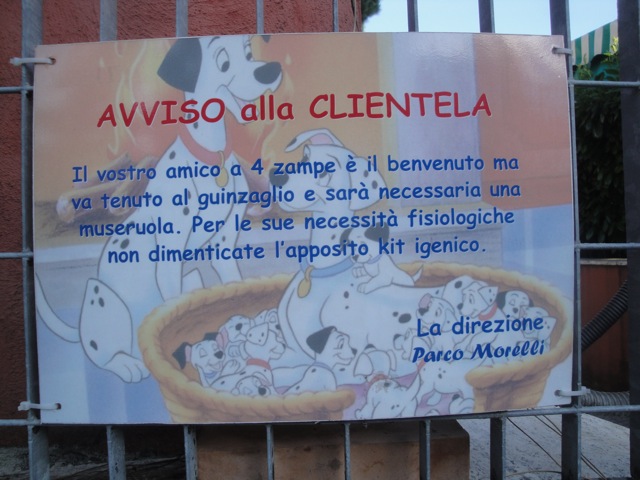 AVVISO alla CLIENTELA
Il vostro amico a 4 zampe è il benvenuto ma
va tenuto al guinzaglio e sarà necessaria una
museruola. Per le sue necessità fisiologiche
non dimenticate l'apposito kit igenico.
La direzione
Parco Morelli